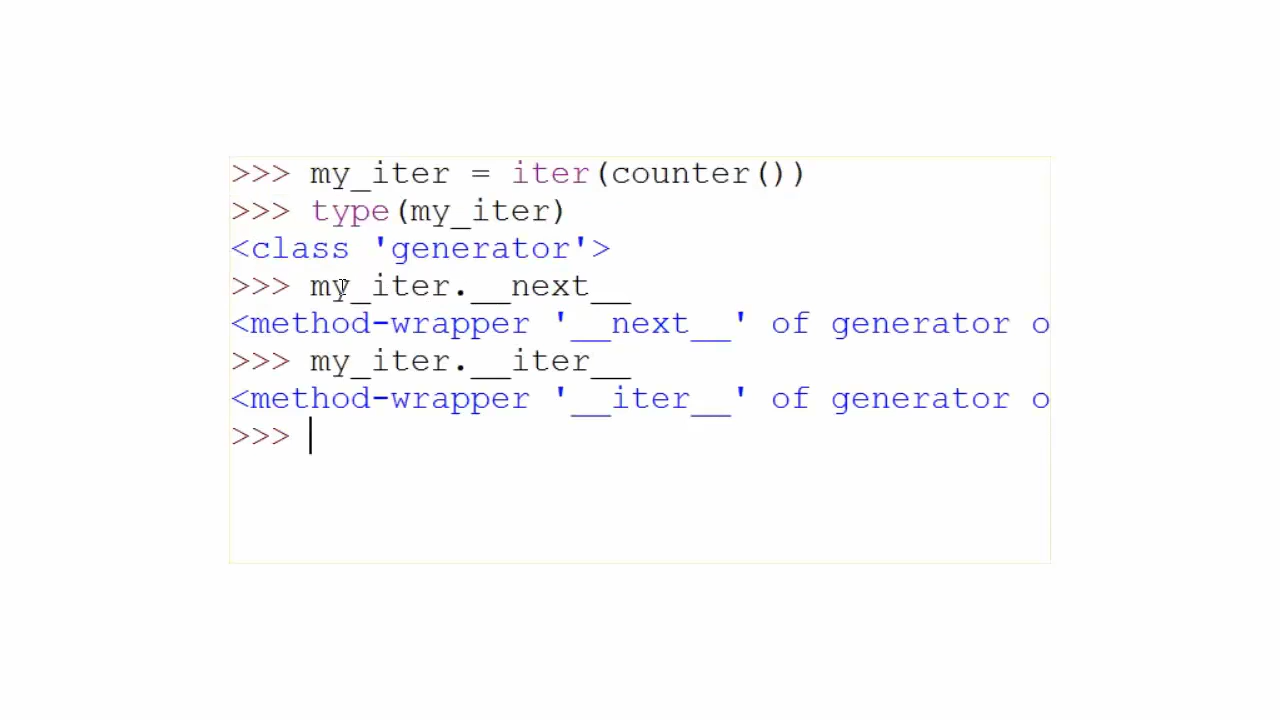 >>> my_iter = iter(counter())
>>> type(my_iter)
<class 'generator'>
>>> my_iter.__next__
<method-wrapper '__next__' of generator o
>>> my_iter.__iter__
<method-wrapper '__iter__' of generator o
>>>